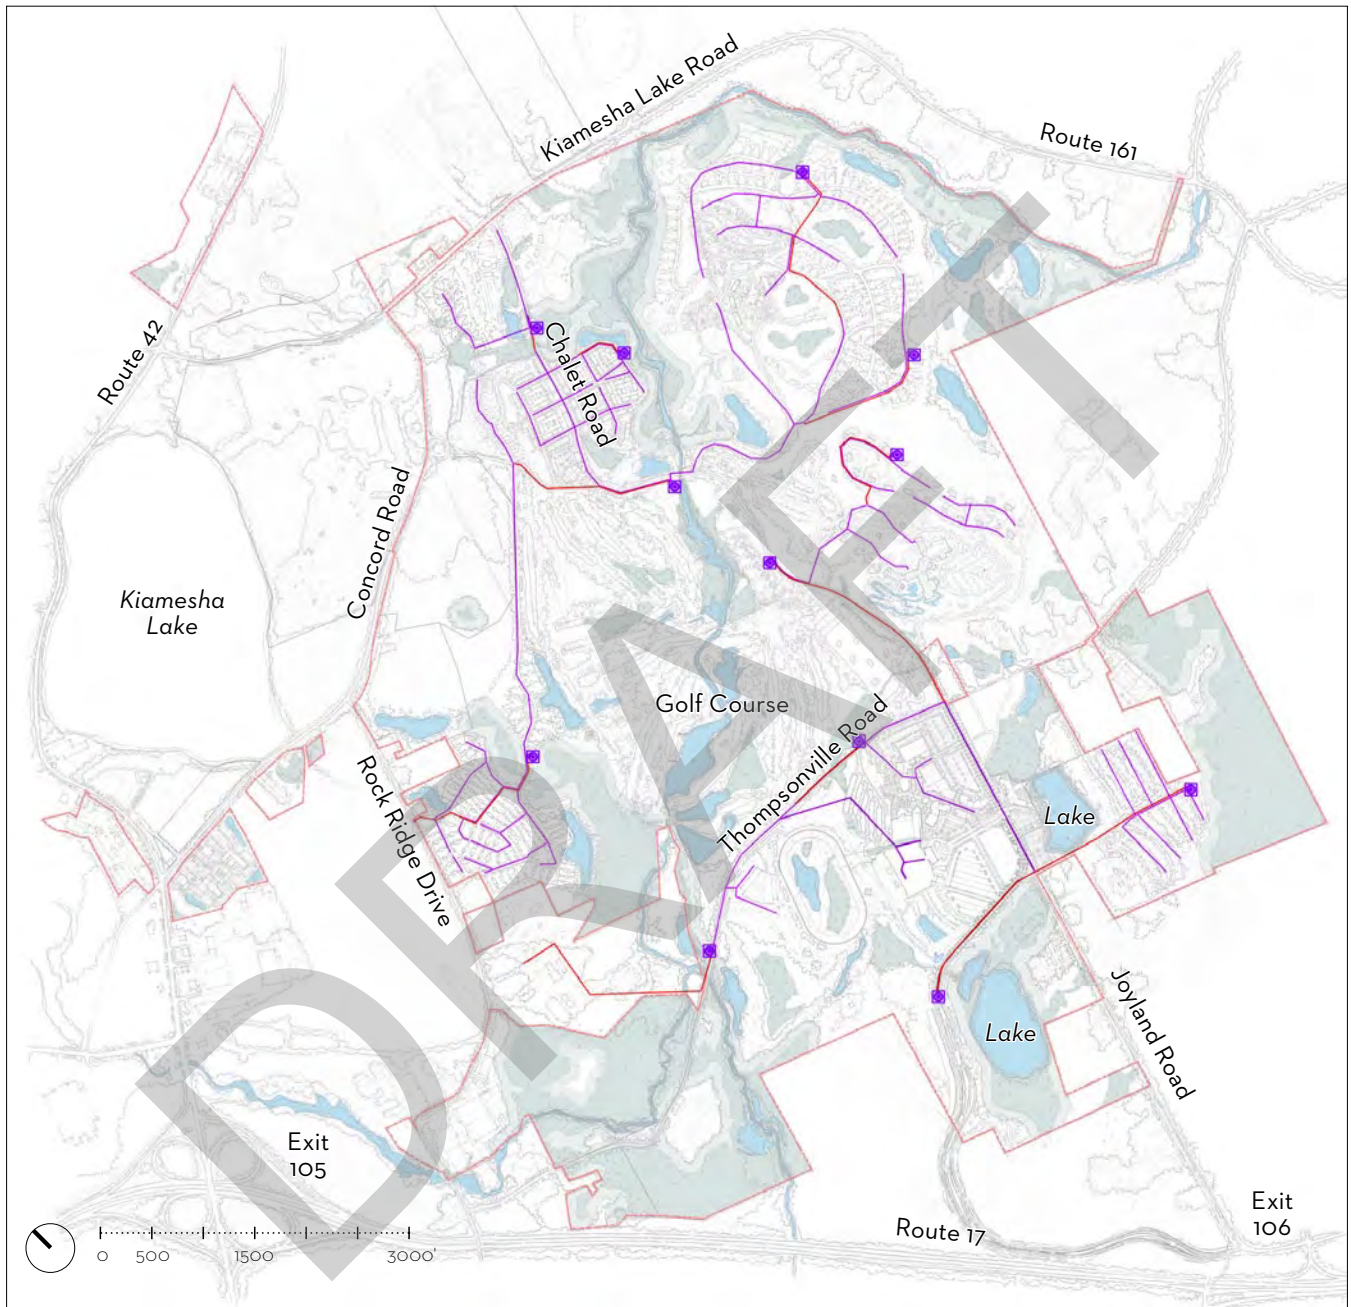 Kiamesha Lake Road
Route 161
Route 42
Chalet Road
Concord Road
Kiamesha
Lake
Golf Course
Thompsonville Road
Rock Ridge Drive
Lake
Joyland Road
Lake
Exit
105
Exit
106
Route 17
0 500 1500 3000'
DRAFT